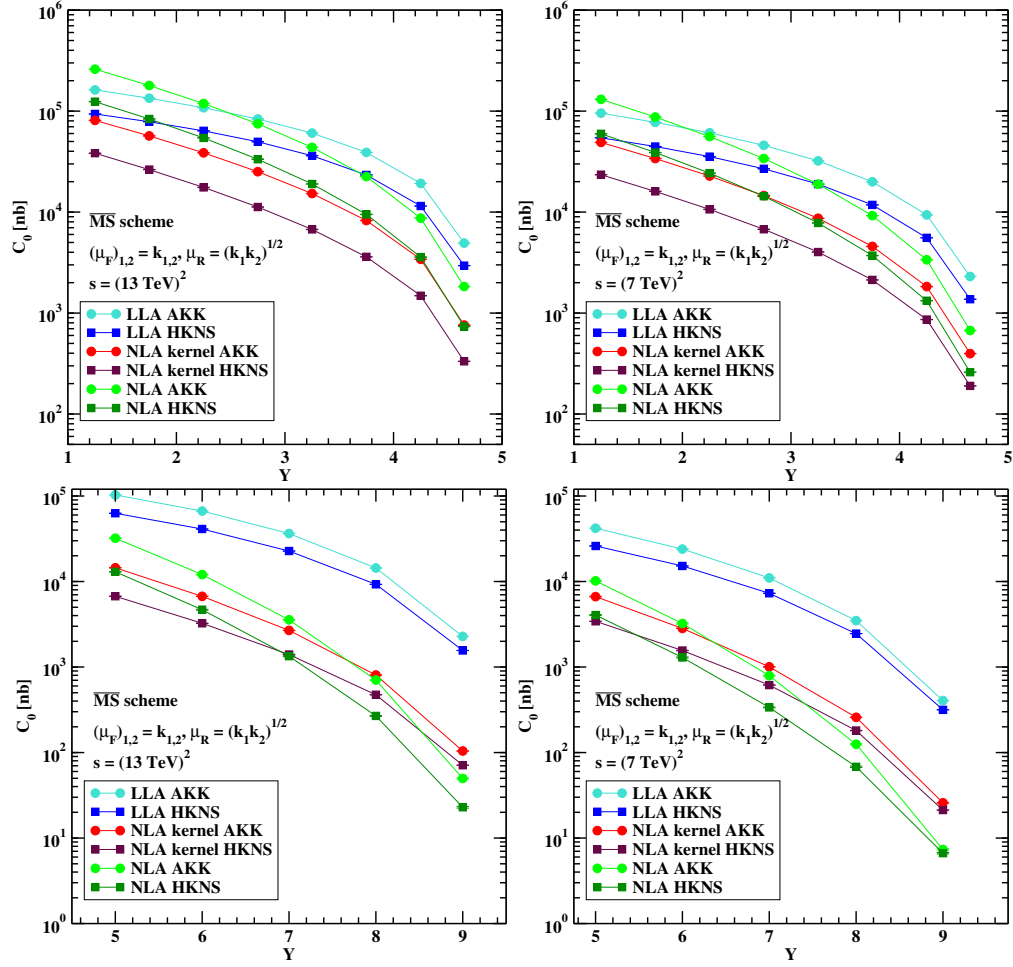 10^6
10^5
10^4
10^3
10^2
C_0 [nb]
M̅S̅ scheme
(μ_F)_{1,2} = k_{1,2}, μ_R = (k_1k_2)^{1/2}
s = (13 TeV)^2
LLA AKK
LLA HKNS
NLA kernel AKK
NLA kernel HKNS
NLA AKK
NLA HKNS
1 2 3 4 5
Y
10^6
10^5
10^4
10^3
10^2
C_0 [nb]
M̅S̅ scheme
(μ_F)_{1,2} = k_{1,2}, μ_R = (k_1k_2)^{1/2}
s = (7 TeV)^2
LLA AKK
LLA HKNS
NLA kernel AKK
NLA kernel HKNS
NLA AKK
NLA HKNS
1 2 3 4 5
Y
10^5
10^4
10^3
10^2
10^1
10^0
C_0 [nb]
M̅S̅ scheme
(μ_F)_{1,2} = k_{1,2}, μ_R = (k_1k_2)^{1/2}
s = (13 TeV)^2
LLA AKK
LLA HKNS
NLA kernel AKK
NLA kernel HKNS
NLA AKK
NLA HKNS
5 6 7 8 9
Y
10^5
10^4
10^3
10^2
10^1
10^0
C_0 [nb]
M̅S̅ scheme
(μ_F)_{1,2} = k_{1,2}, μ_R = (k_1k_2)^{1/2}
s = (7 TeV)^2
LLA AKK
LLA HKNS
NLA kernel AKK
NLA kernel HKNS
NLA AKK
NLA HKNS
5 6 7 8 9
Y